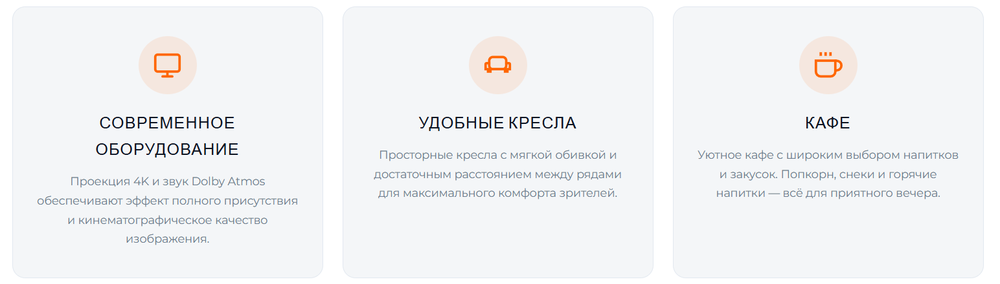 СОВРЕМЕННОЕ
ОБОРУДОВАНИЕ
Проекция 4K и звук Dolby Atmos
обеспечивают эффект полного присутствия
и кинематографическое качество
изображения.
УДОБНЫЕ КРЕСЛА
Просторные кресла с мягкой обивкой и
достаточным расстоянием между рядами
для максимального комфорта зрителей.
КАФЕ
Уютное кафе с широким выбором напитков
и закусок. Попкорн, снеки и горячие
напитки — всё для приятного вечера.